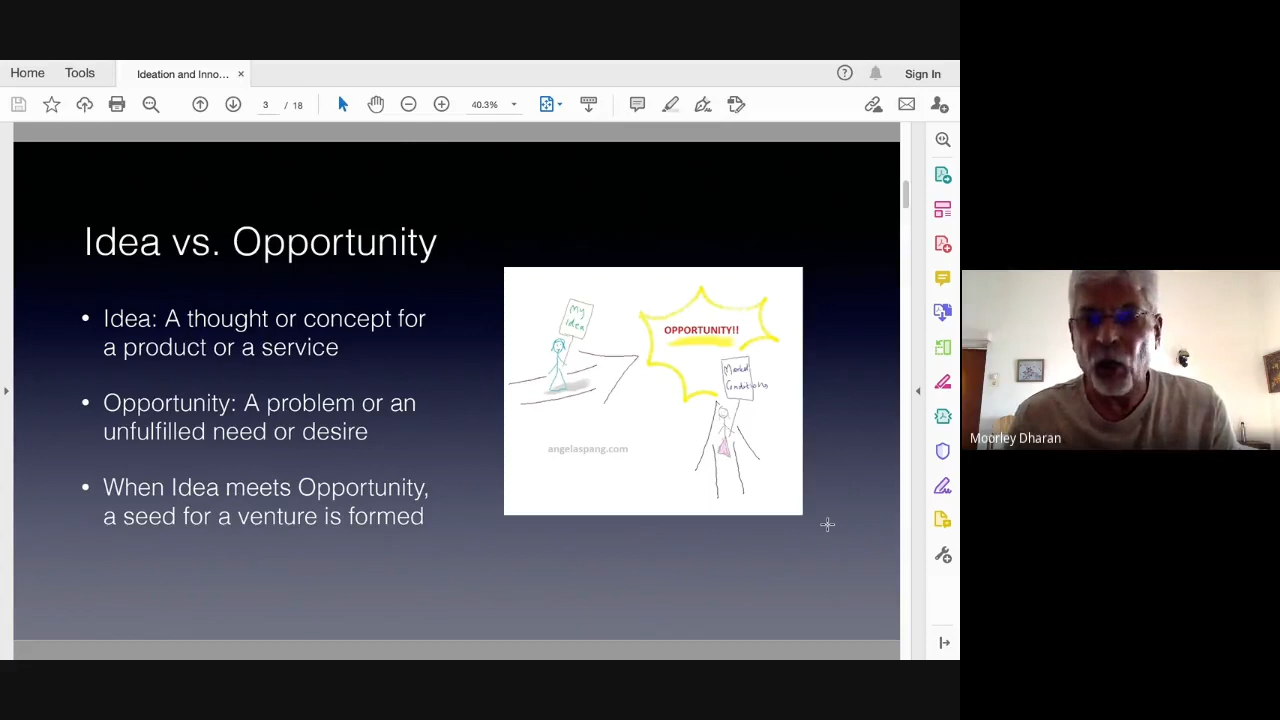 Home
Tools
Ideation and Inno...
Sign In
3 / 18
40.3%
Idea vs. Opportunity
• Idea: A thought or concept for
a product or a service
• Opportunity: A problem or an
unfulfilled need or desire
• When Idea meets Opportunity,
a seed for a venture is formed
My
idea
OPPORTUNITY!!
Market
Conditions
angelaspang.com
Moorley Dharan